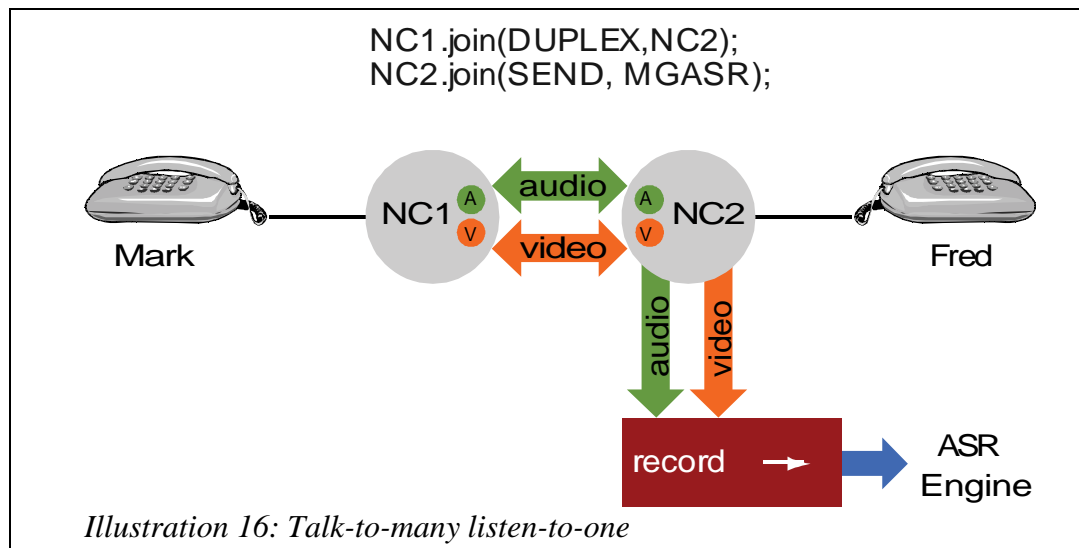 NC1.join(DUPLEX,NC2);
NC2.join(SEND, MGASR);
NC1
A
V
audio
video
A
V
NC2
Mark
Fred
audio
video
record
ASR
Engine
Illustration 16: Talk-to-many listen-to-one